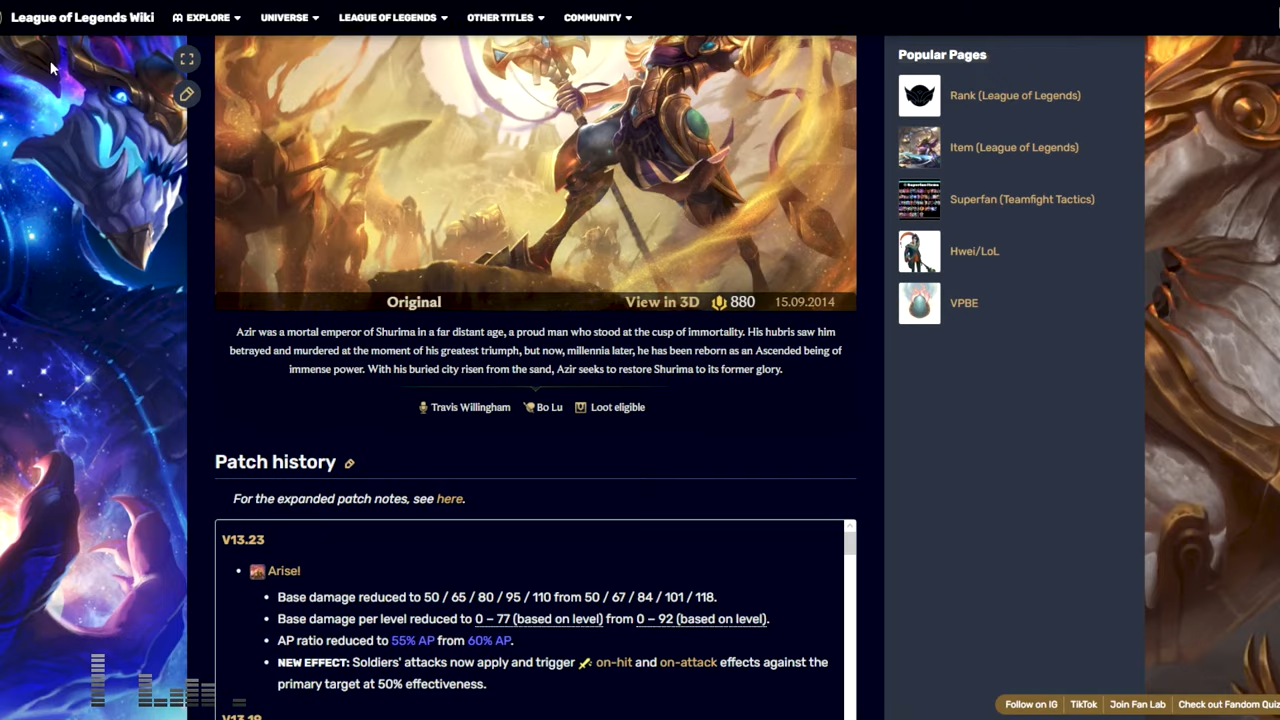 League of Legends Wiki EXPLORE UNIVERSE LEAGUE OF LEGENDS OTHER TITLES COMMUNITY
Original View in 3D 880 15.09.2014
Azir was a mortal emperor of Shurima in a far distant age, a proud man who stood at the cusp of immortality. His hubris saw him
betrayed and murdered at the moment of his greatest triumph, but now, millennia later, he has been reborn as an Ascended being of
immense power. With his buried city risen from the sand, Azir seeks to restore Shurima to its former glory.
Travis Willingham Bo Lu Loot eligible
Patch history
For the expanded patch notes, see here.
V13.23
• Arise!
• Base damage reduced to 50 / 65 / 80 / 95 / 110 from 50 / 67 / 84 / 101 / 118.
• Base damage per level reduced to 0 – 77 (based on level) from 0 – 92 (based on level).
• AP ratio reduced to 55% AP from 60% AP.
• NEW EFFECT: Soldiers' attacks now apply and trigger on-hit and on-attack effects against the
primary target at 50% effectiveness.
V13.19
Popular Pages
Rank (League of Legends)
Item (League of Legends)
Superfan (Teamfight Tactics)
Hwei/LoL
VPBE
Follow on IG TikTok Join Fan Lab Check out Fandom Quiz